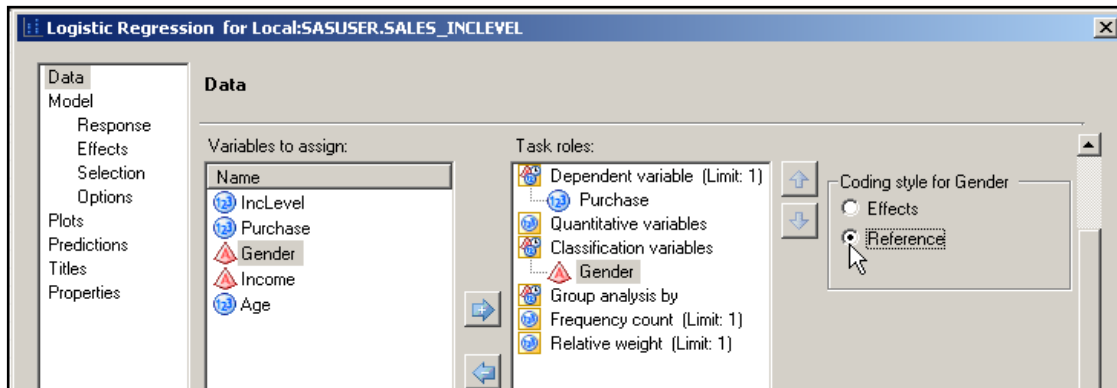 Logistic Regression for Local:SASUSER.SALES_INCLEVEL
Data
Model
Response
Effects
Selection
Options
Plots
Predictions
Titles
Properties
Data
Variables to assign:
Name
IncLevel
Purchase
Gender
Income
Age
Task roles:
Dependent variable (Limit: 1)
Purchase
Quantitative variables
Classification variables
Gender
Group analysis by
Frequency count (Limit: 1)
Relative weight (Limit: 1)
Coding style for Gender
Effects
Reference